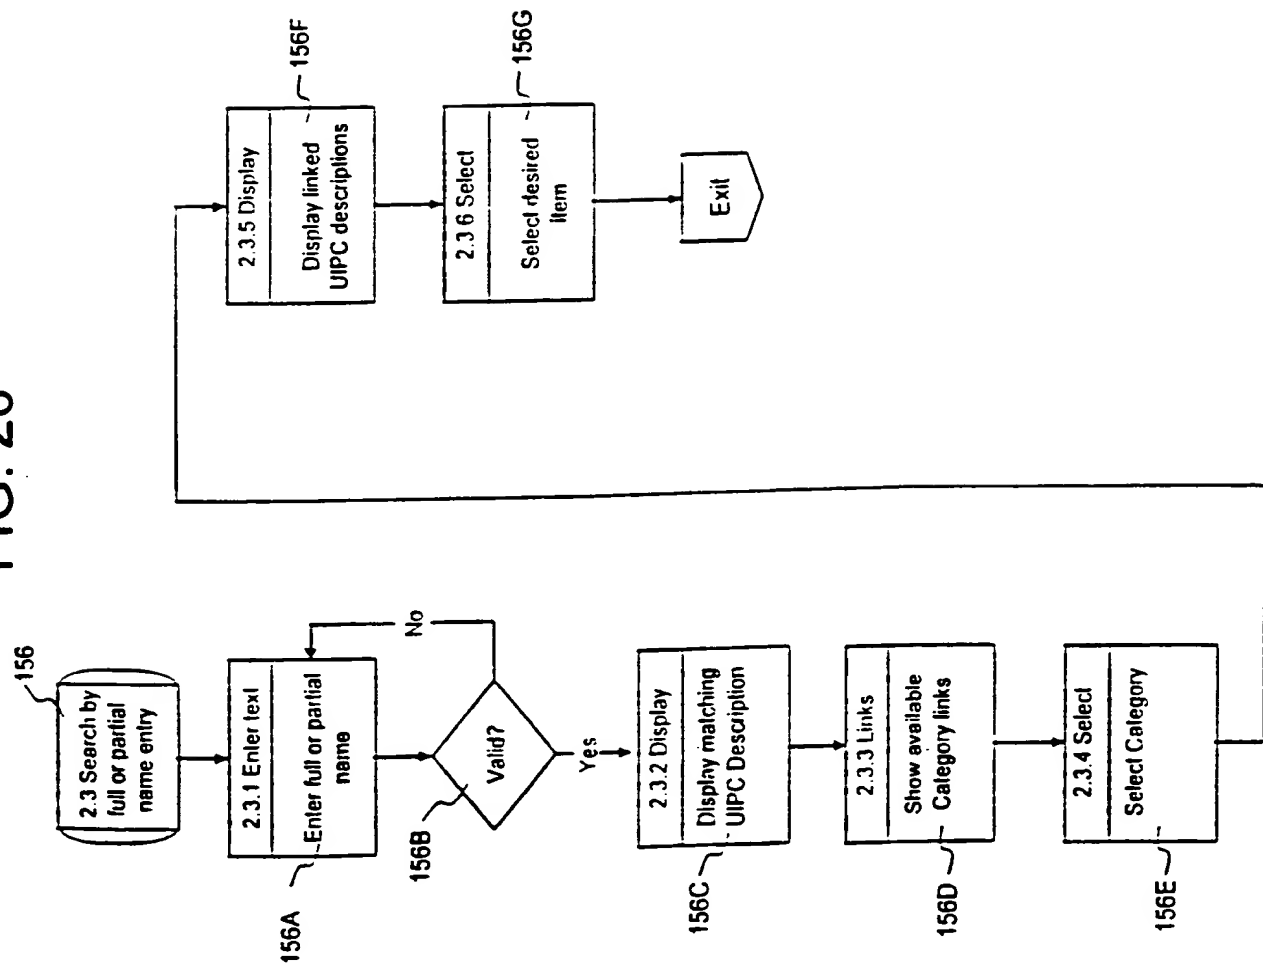 156
2.3 Search by
full or partial
name entry
2.3.1 Enter text
Enter full or partial
name
156A
Valid?
156B
No
Yes
2.3.2 Display
Display matching
UIPC Description
156C
2.3.3 Links
Show available
Category links
156D
2.3.4 Select
Select Category
156E
2.3.5 Display
Display linked
UIPC descriptions
156F
2.3 6 Select
Select desired
item
156G
Exit